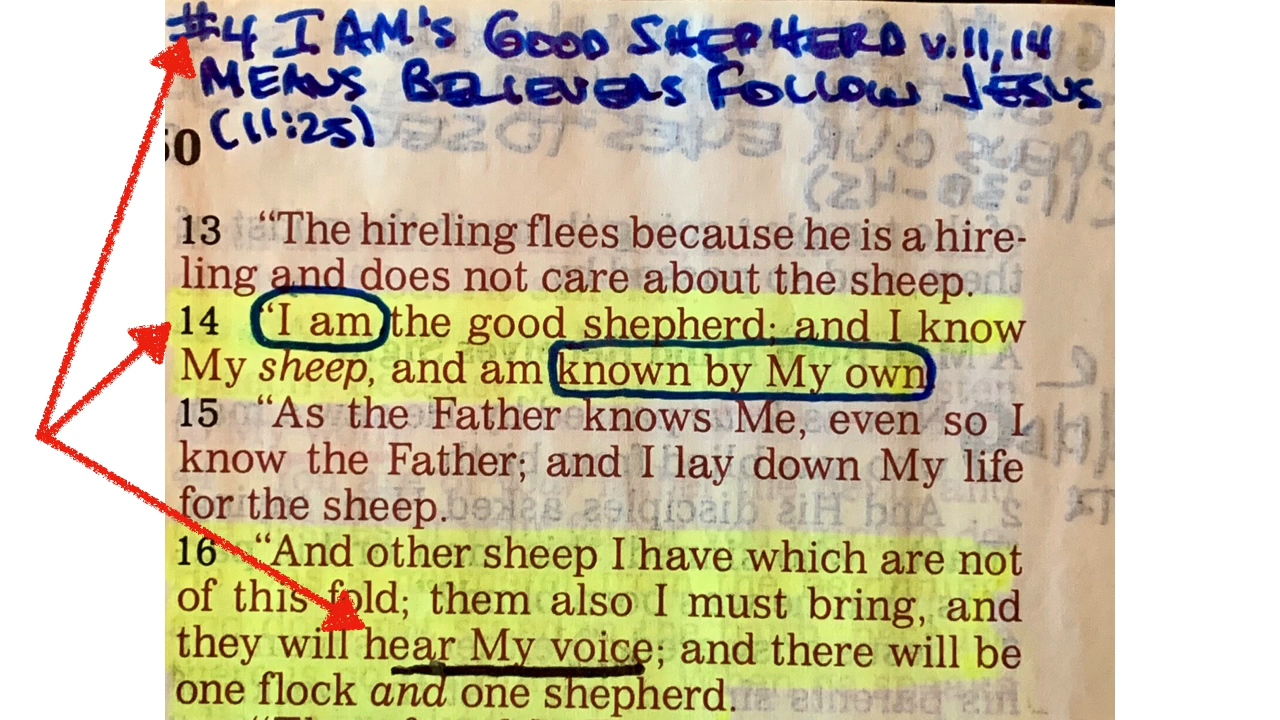 #4 I AM's GOOD SHEPHERD v.11,14
MEANS BELIEVERS FOLLOW JESUS
(11:25)
0
13 “The hireling flees because he is a hire-
ling and does not care about the sheep.
14 “I am the good shepherd; and I know
My sheep, and am known by My own
15 “As the Father knows Me, even so I
know the Father; and I lay down My life
for the sheep.
16 “And other sheep I have which are not
of this fold; them also I must bring, and
they will hear My voice; and there will be
one flock and one shepherd.